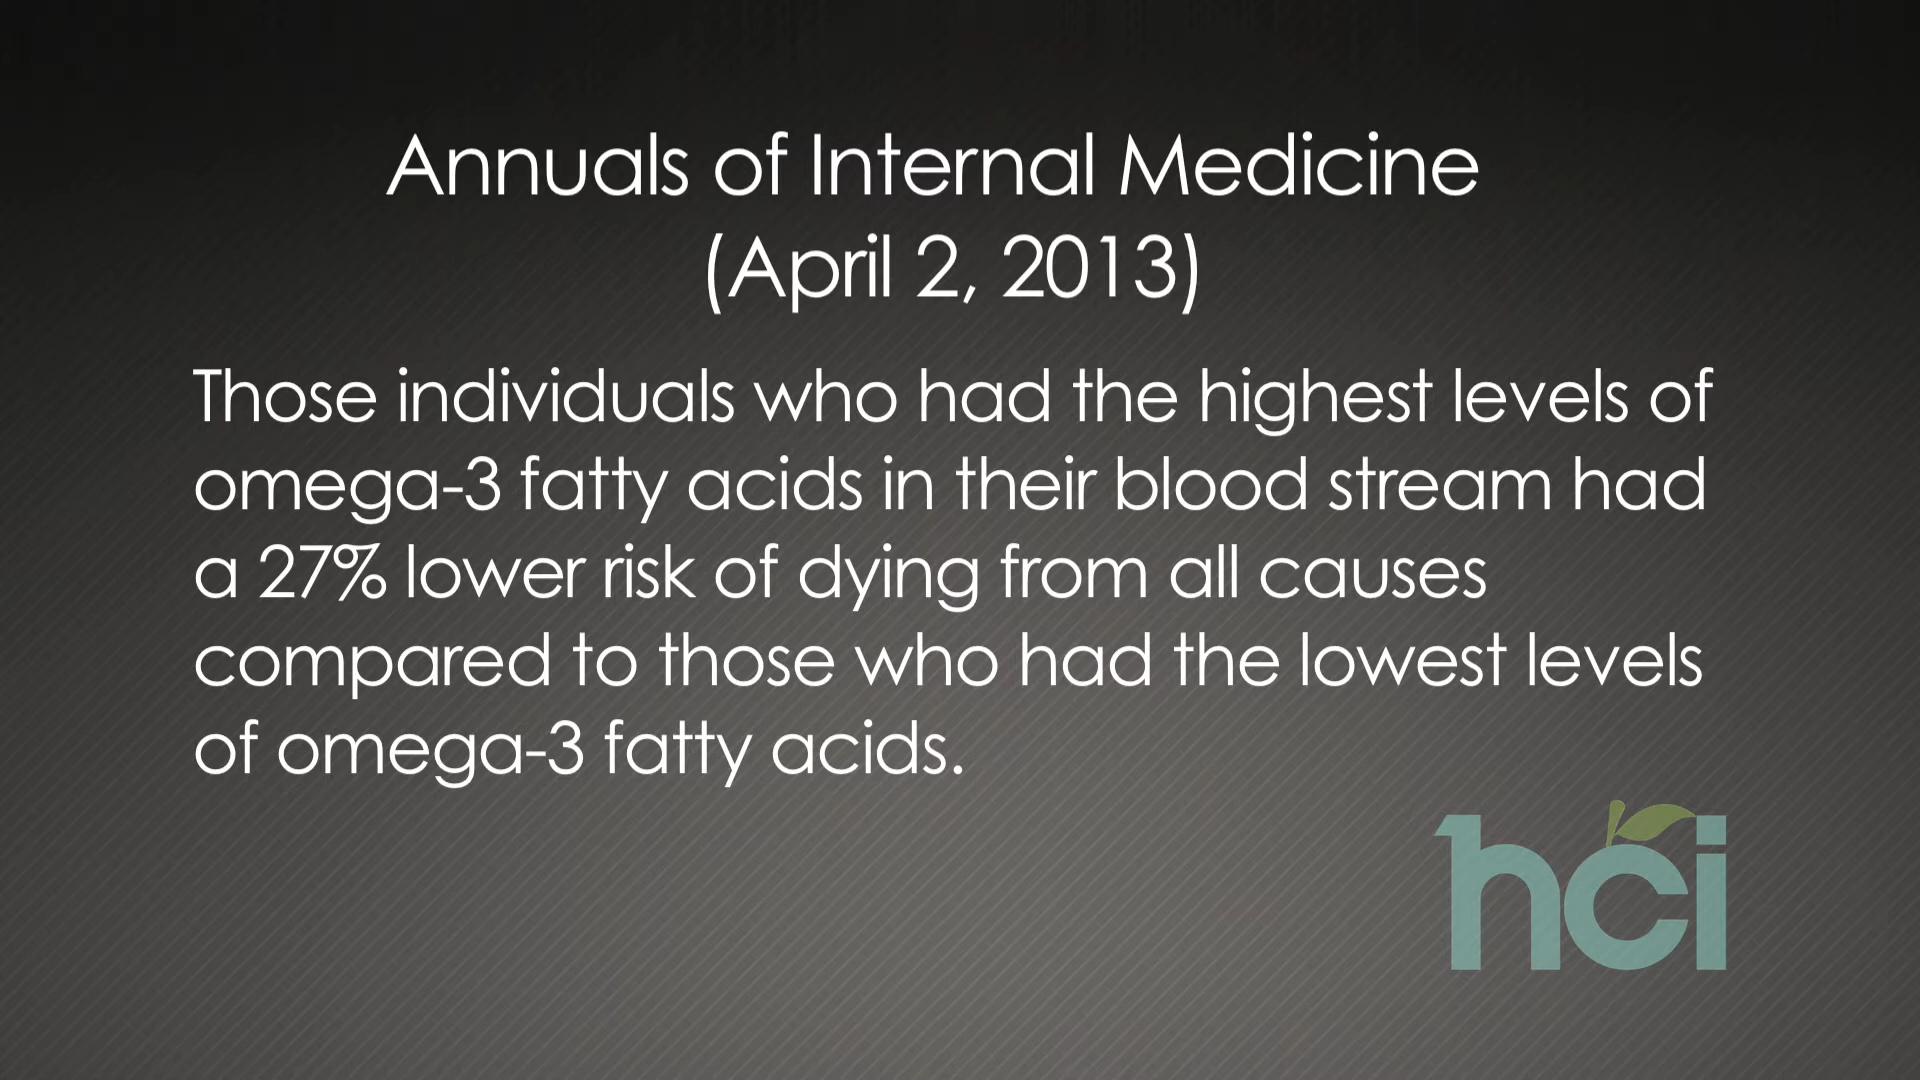 Annuals of Internal Medicine
(April 2, 2013)
Those individuals who had the highest levels of
omega-3 fatty acids in their blood stream had
a 27% lower risk of dying from all causes
compared to those who had the lowest levels
of omega-3 fatty acids.
hci